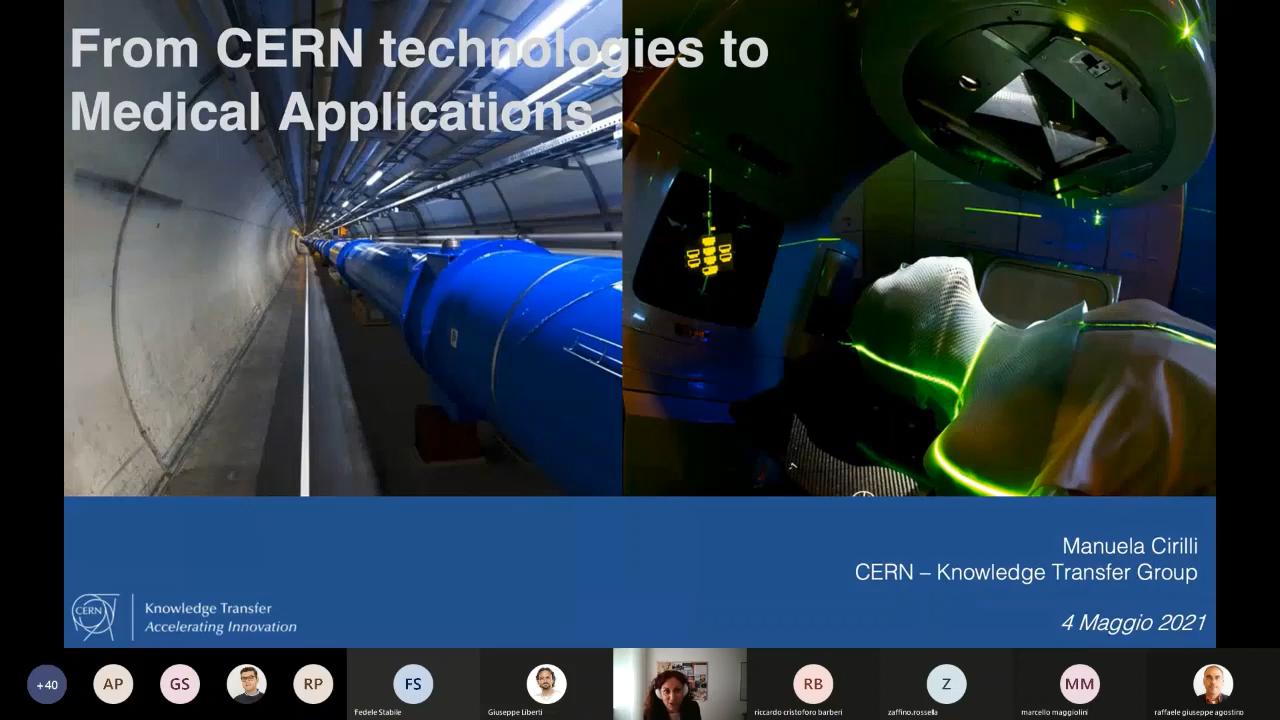 From CERN technologies to
Medical Applications
Manuela Cirilli
CERN – Knowledge Transfer Group
4 Maggio 2021
CERN
Knowledge Transfer
Accelerating Innovation
+40
AP
GS
RP
FS
Fedele Stabile
Giuseppe Liberti
RB
riccardo cristoforo barberi
Z
zaffino.rossella
MM
marcello maggiolini
raffaele giuseppe agostino